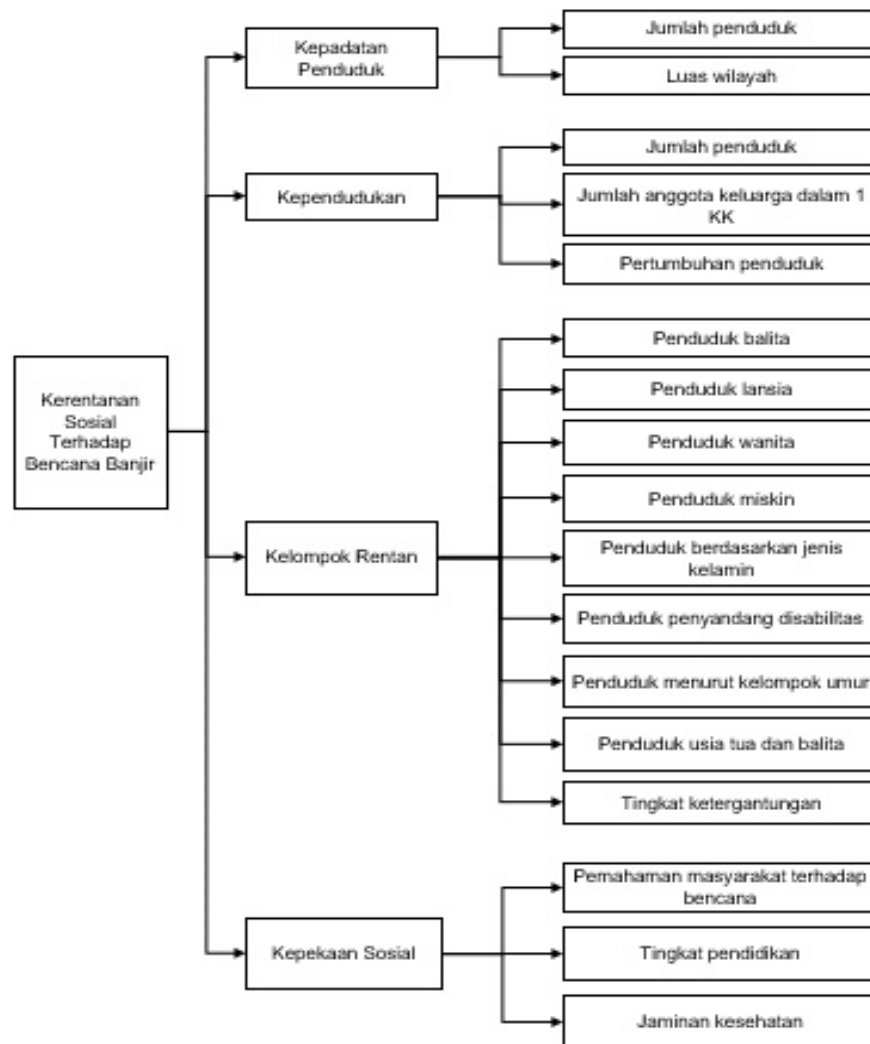 Kerentanan
Sosial
Terhadap
Bencana Banjir
Kepadatan
Penduduk
Jumlah penduduk
Luas wilayah
Kependudukan
Jumlah penduduk
Jumlah anggota keluarga dalam 1
KK
Pertumbuhan penduduk
Kelompok Rentan
Penduduk balita
Penduduk lansia
Penduduk wanita
Penduduk miskin
Penduduk berdasarkan jenis
kelamin
Penduduk penyandang disabilitas
Penduduk menurut kelompok umur
Penduduk usia tua dan balita
Tingkat ketergantungan
Kepekaan Sosial
Pemahaman masyarakat terhadap
bencana
Tingkat pendidikan
Jaminan kesehatan